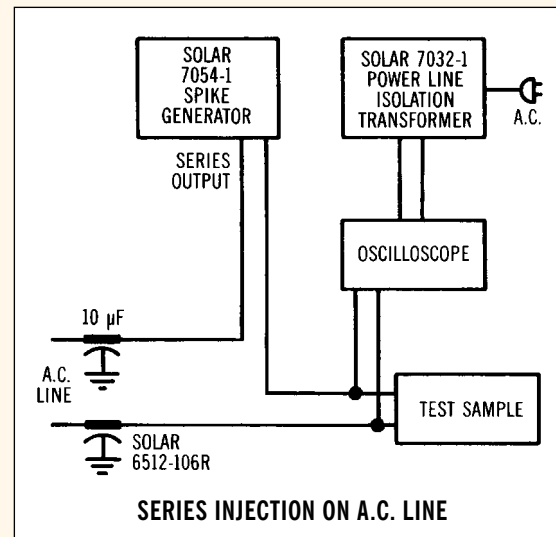 SOLAR
7054-1
SPIKE
GENERATOR
SOLAR 7032-1
POWER LINE
ISOLATION
TRANSFORMER
A.C.
SERIES
OUTPUT
OSCILLOSCOPE
10 µF
A.C.
LINE
TEST SAMPLE
SOLAR
6512-106R
SERIES INJECTION ON A.C. LINE